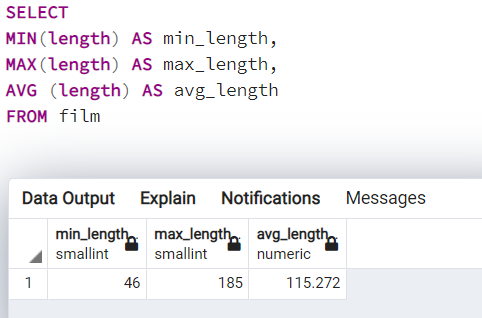 SELECT
MIN(length) AS min_length,
MAX(length) AS max_length,
AVG (length) AS avg_length
FROM film
Data Output Explain Notifications Messages
min_length max_length avg_length
smallint smallint numeric
1 46 185 115.272